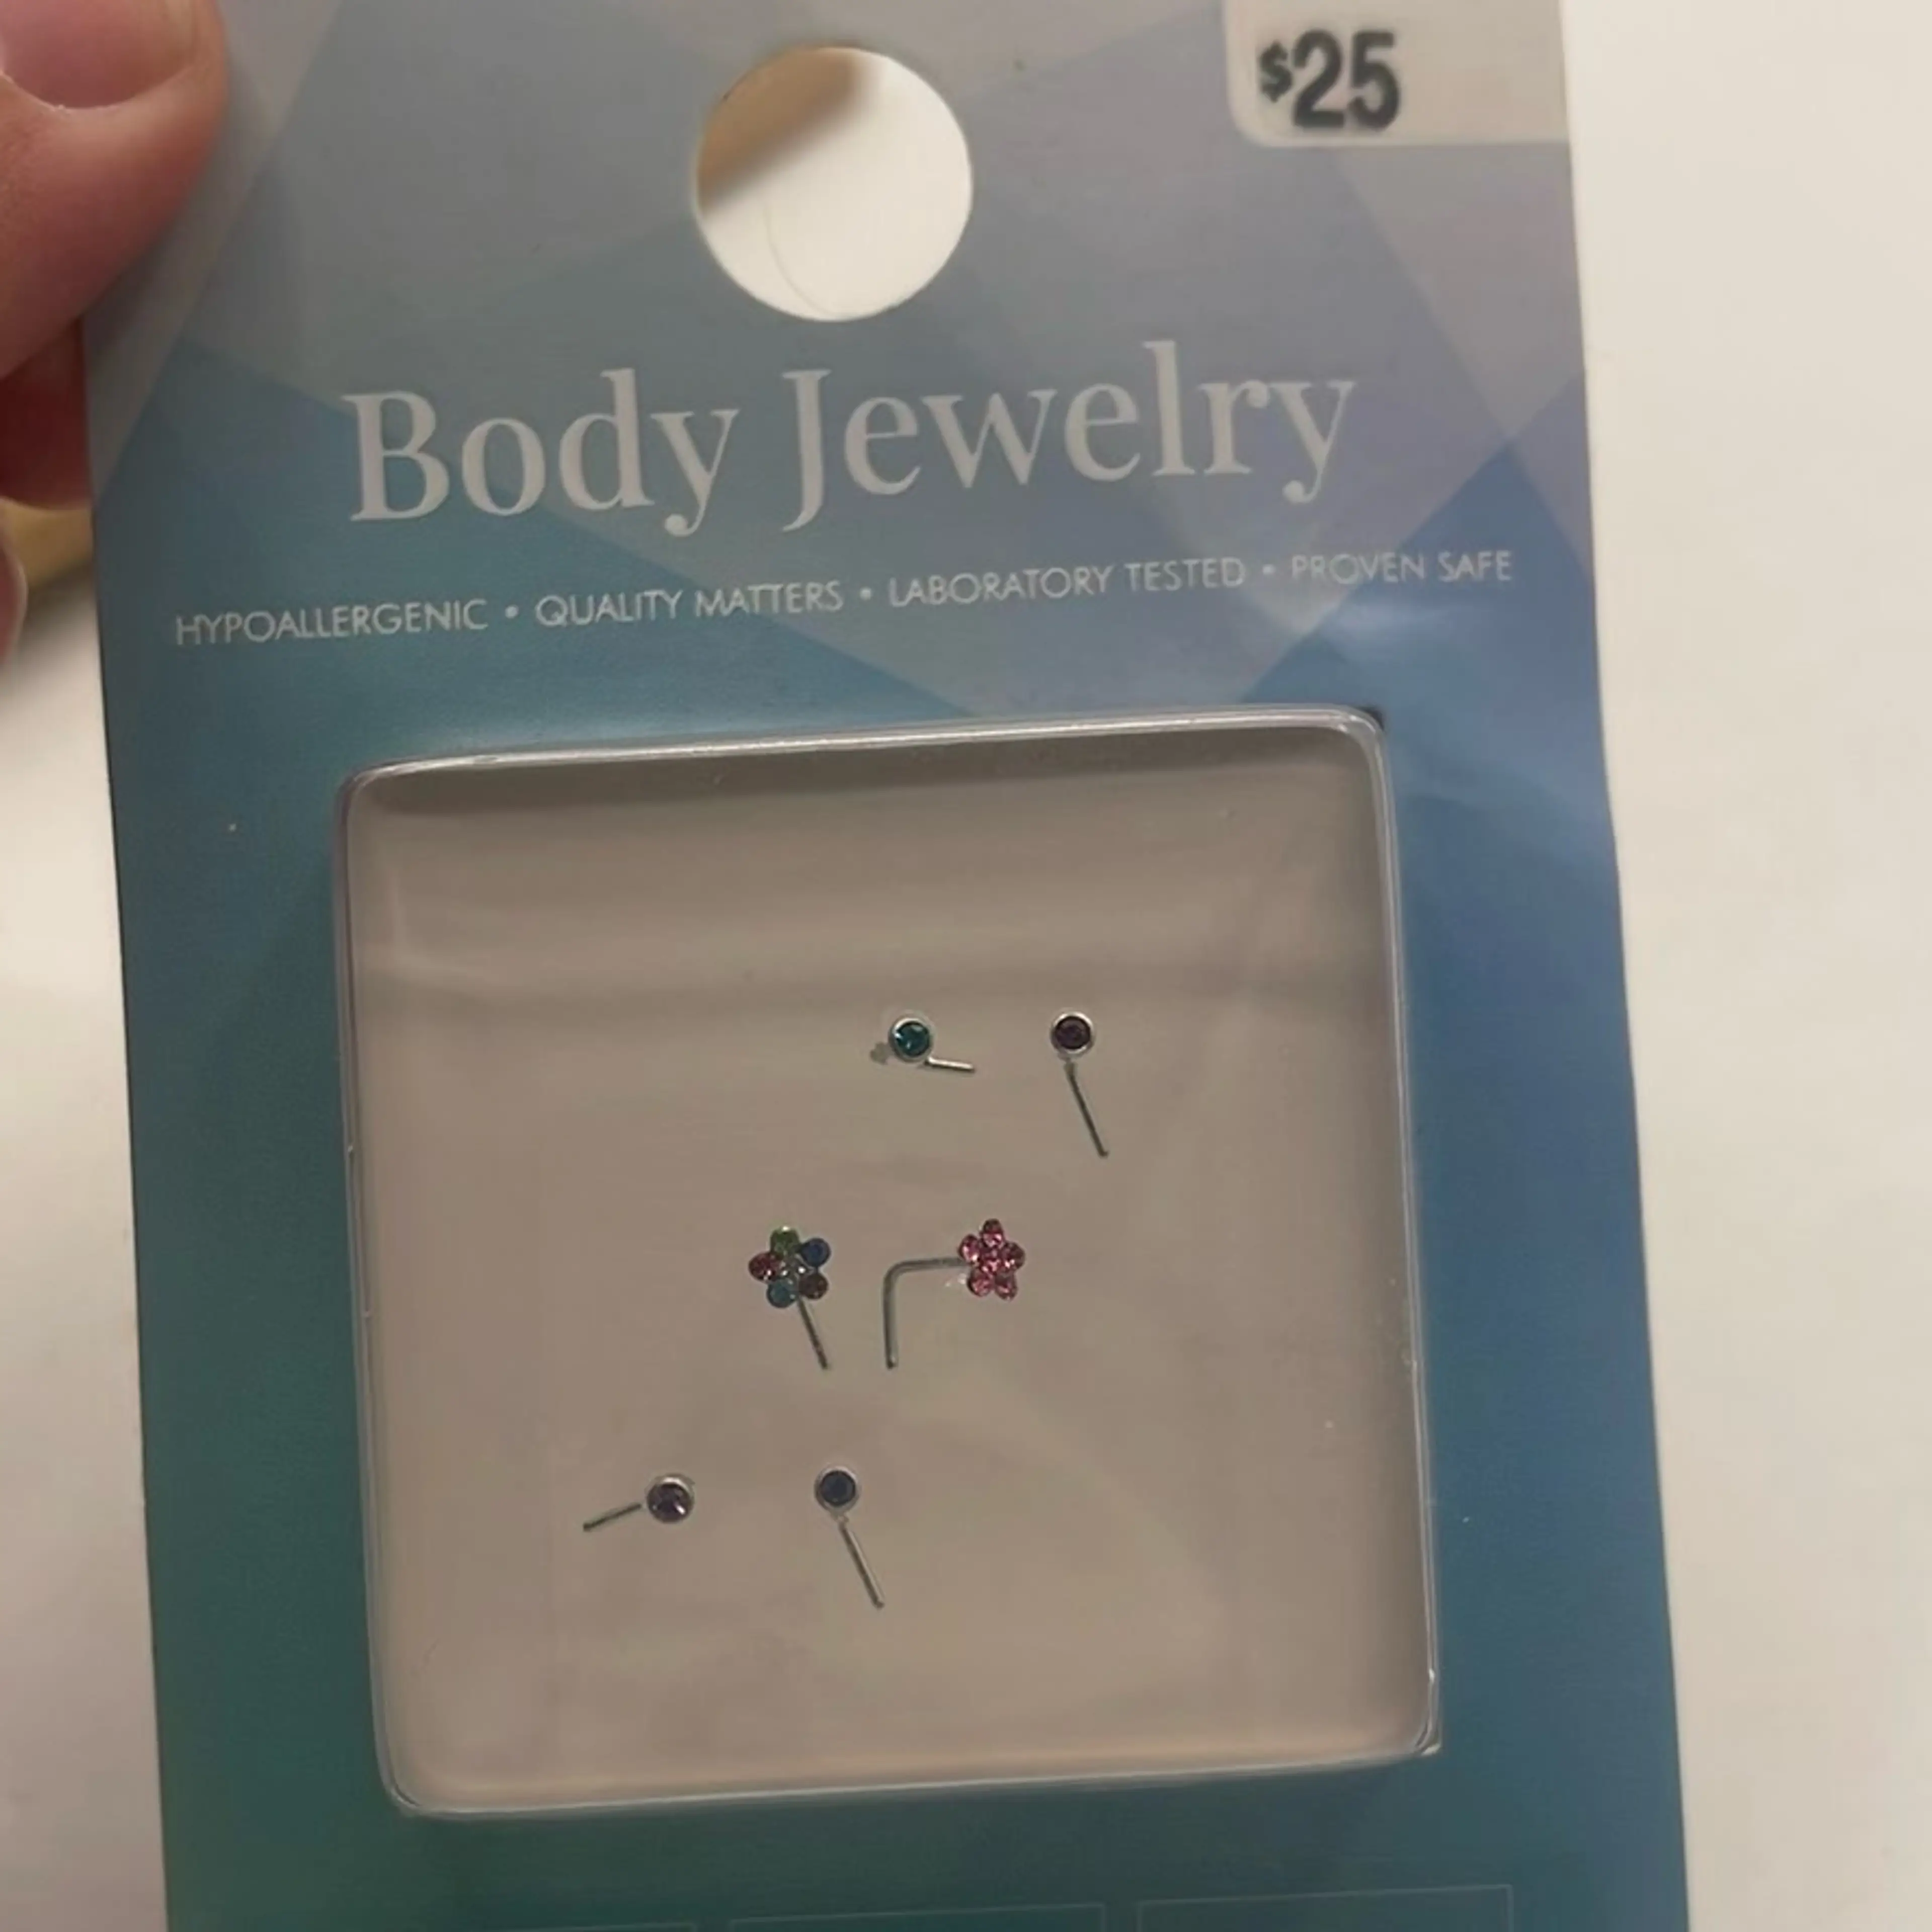 $25
Body Jewelry
HYPOALLERGENIC • QUALITY MATTERS • LABORATORY TESTED • PROVEN SAFE